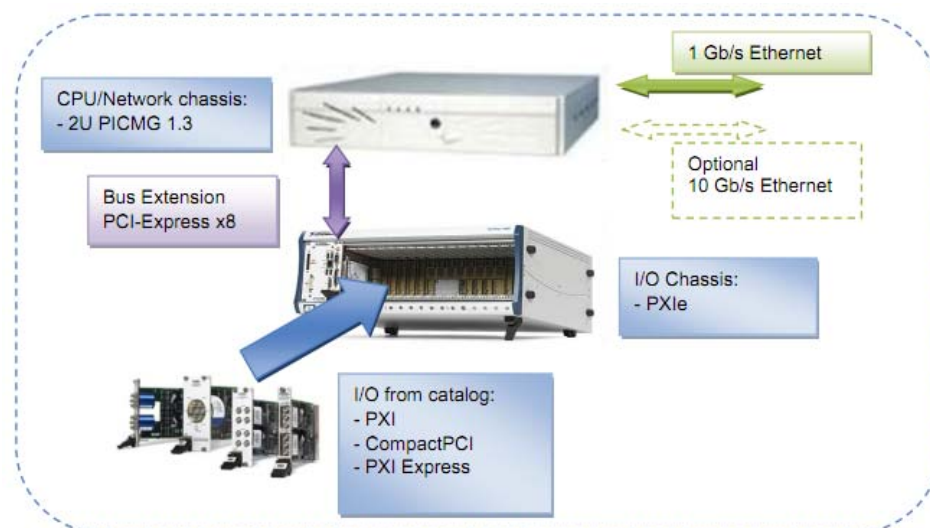 1 Gb/s Ethernet
CPU/Network chassis:
- 2U PICMG 1.3
Optional
10 Gb/s Ethernet
Bus Extension
PCI-Express x8
I/O Chassis:
- PXIe
I/O from catalog:
- PXI
- CompactPCI
- PXI Express